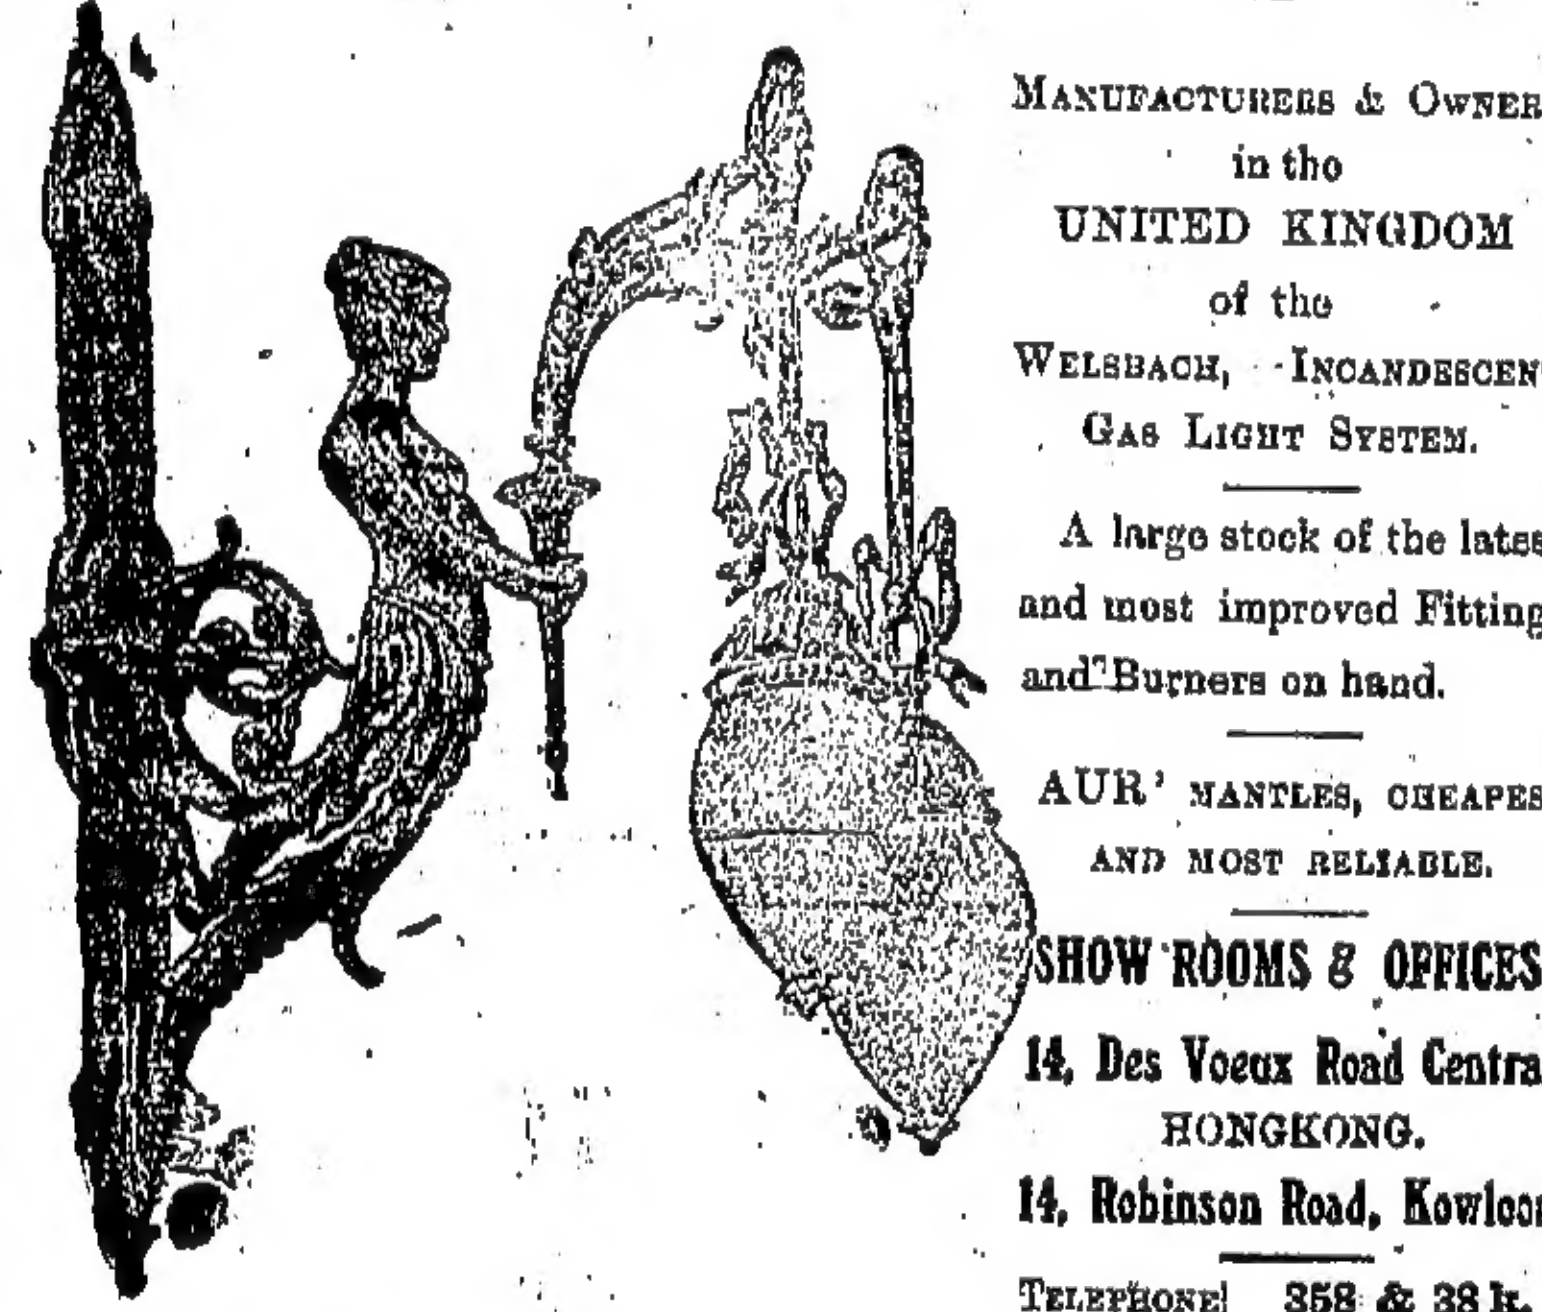 MANUFACTURERS & OWNER
in the
UNITED KINGDOM
of the
WELSBACH, INCANDESCEN
GAS LIGHT SYSTEM.
A large stock of the lates
and most improved Fitting
and Burners on hand.
AUR' MANTLES, CHEAPES
AND MOST RELIABLE.
SHOW ROOMS & OFFICES
14, Des Voeux Road Centra
HONGKONG.
14, Robinson Road, Kowloon
TELEPHONE 358 & 38